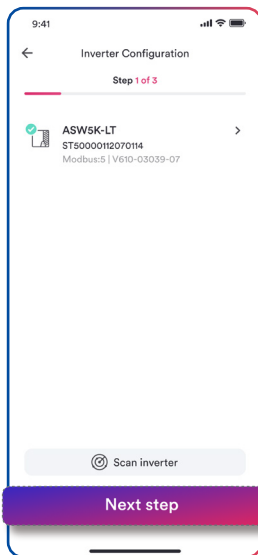 9:41
Inverter Configuration
Step 1 of 3
ASW5K-LT
ST50000112070114
Modbus:5 | V610-03039-07
Scan inverter
Next step